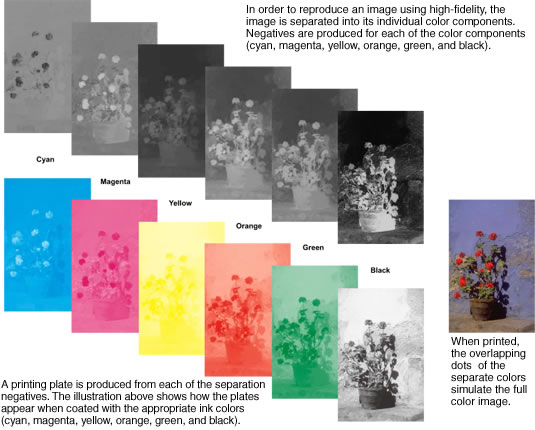 In order to reproduce an image using high-fidelity, the
image is separated into its individual color components.
Negatives are produced for each of the color components
(cyan, magenta, yellow, orange, green, and black).
Cyan
Magenta
Yellow
Orange
Green
Black
When printed,
the overlapping
dots of the
separate colors
simulate the full
color image.
A printing plate is produced from each of the separation
negatives. The illustration above shows how the plates
appear when coated with the appropriate ink colors
(cyan, magenta, yellow, orange, green, and black).